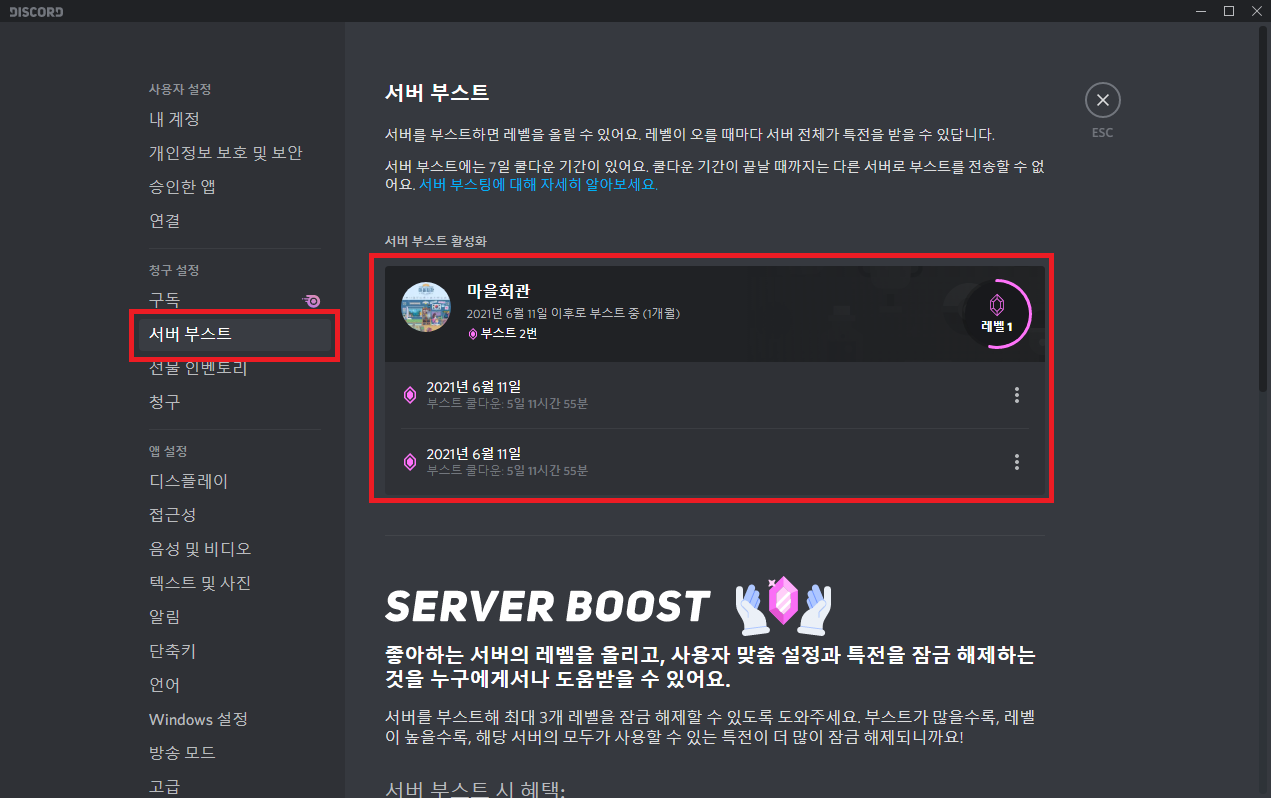 DISCORD
사용자 설정
내 계정
개인정보 보호 및 보안
승인한 앱
연결
청구 설정
구독
서버 부스트
선물 인벤토리
청구
앱 설정
디스플레이
접근성
음성 및 비디오
텍스트 및 사진
알림
단축키
언어
Windows 설정
방송 모드
고급
서버 부스트
서버를 부스트하면 레벨을 올릴 수 있어요. 레벨이 오를 때마다 서버 전체가 특전을 받을 수 있답니다.
서버 부스트에는 7일 쿨다운 기간이 있어요. 쿨다운 기간이 끝날 때까지는 다른 서버로 부스트를 전송할 수 없
어요. 서버 부스팅에 대해 자세히 알아보세요.
ESC
서버 부스트 활성화
마을회관
2021년 6월 11일 이후로 부스트 중 (1개월)
부스트 2번
레벨 1
2021년 6월 11일
부스트 쿨다운: 5일 11시간 55분
2021년 6월 11일
부스트 쿨다운: 5일 11시간 55분
SERVER BOOST
좋아하는 서버의 레벨을 올리고, 사용자 맞춤 설정과 특전을 잠금 해제하는
것을 누구에게서나 도움받을 수 있어요.
서버를 부스트해 최대 3개 레벨을 잠금 해제할 수 있도록 도와주세요. 부스트가 많을수록, 레벨
이 높을수록, 해당 서버의 모두가 사용할 수 있는 특전이 더 많이 잠금 해제되니까요!
서버 부스트 시 혜택: